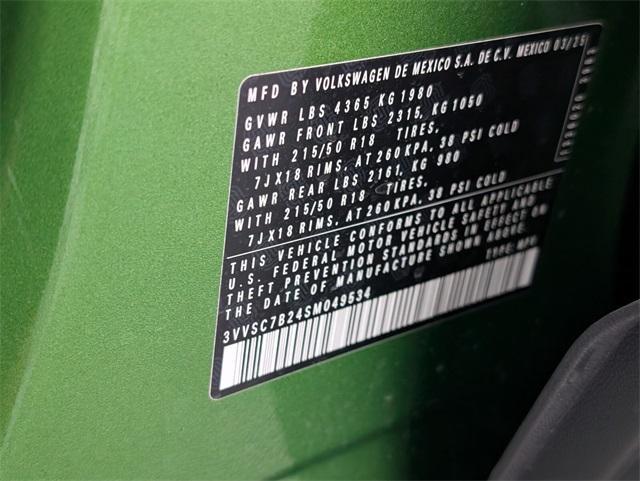 MFD BY VOLKSWAGEN DE MEXICO S.A. DE C.V. MEXICO 03/25
GVWR LBS 4365 KG 1980
GAWR FRONT LBS 2315, KG 1050
WITH 215/50 R18 TIRES,
7JX18 RIMS, AT 260 KPA, 38 PSI COLD
GAWR REAR LBS 2161, KG 980
WITH 215/50 R18 TIRES,
7JX18 RIMS, AT 260 KPA, 38 PSI COLD
THIS VEHICLE CONFORMS TO ALL APPLICABLE
U.S. FEDERAL MOTOR VEHICLE SAFETY AND
THEFT PREVENTION STANDARDS IN EFFECT ON
THE DATE OF MANUFACTURE SHOWN ABOVE.
3VVSC7B24SM049534
TYPE: MPV